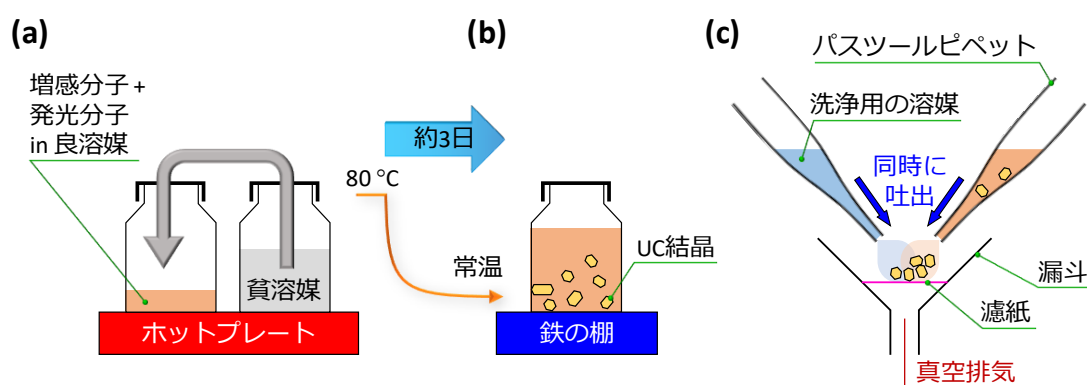 (a)
増感分子 +
発光分子
in 良溶媒
貧溶媒
ホットプレート
約3日
80 °C
常温
(b)
UC結晶
鉄の棚
(c)
パスツールピペット
洗浄用の溶媒
同時に
吐出
漏斗
濾紙
真空排気